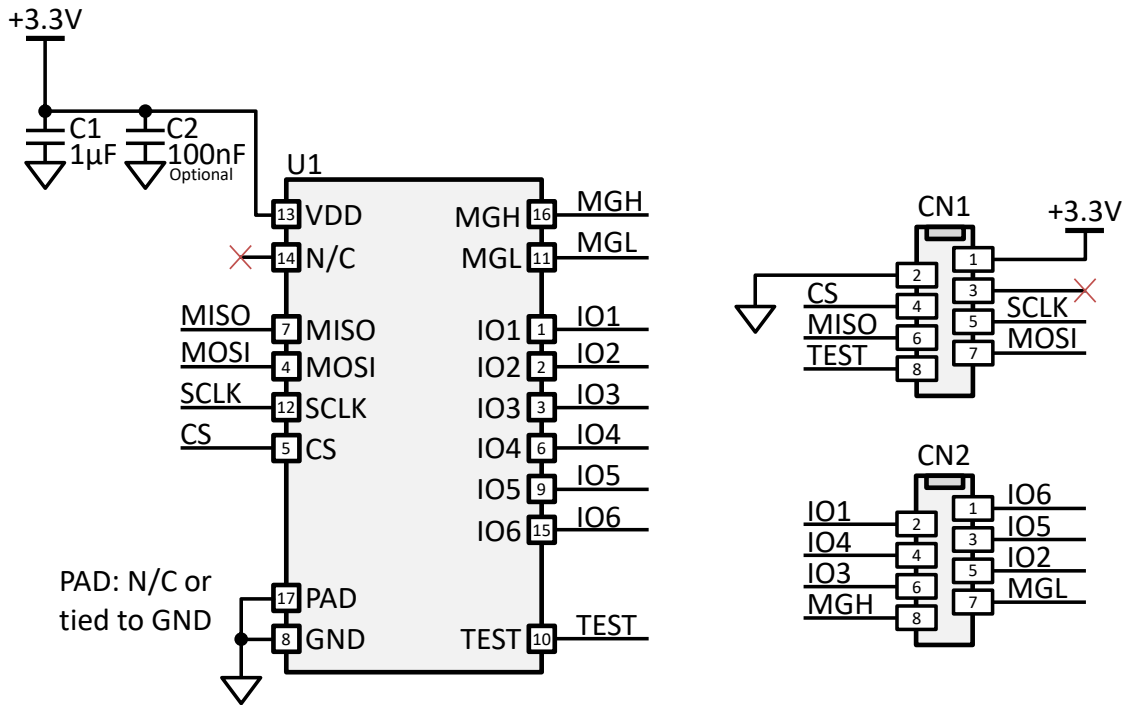 +3.3V
C1
1µF
C2
100nF
Optional
U1
13 VDD
14 N/C
MISO 7 MISO
MOSI 4 MOSI
SCLK 12 SCLK
CS 5 CS
17 PAD
8 GND
PAD: N/C or
tied to GND
MGH 16 MGH
MGL 11 MGL
IO1 1 IO1
IO2 2 IO2
IO3 3 IO3
IO4 6 IO4
IO5 9 IO5
IO6 15 IO6
TEST 10 TEST
CN1
+3.3V
1
2
3
CS 4
5 SCLK
MISO 6
7 MOSI
TEST 8
CN2
1 IO6
IO1 2
3 IO5
IO4 4
5 IO2
IO3 6
7 MGL
MGH 8